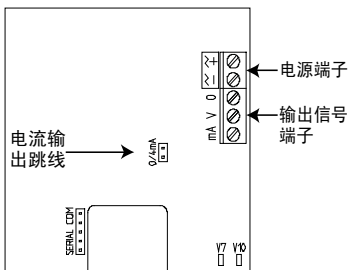 ~+
~-
电源端子
0
V
mA
输出信号
端子
电流输
出跳线
0/4mA
SERIAL COM
V7 V10